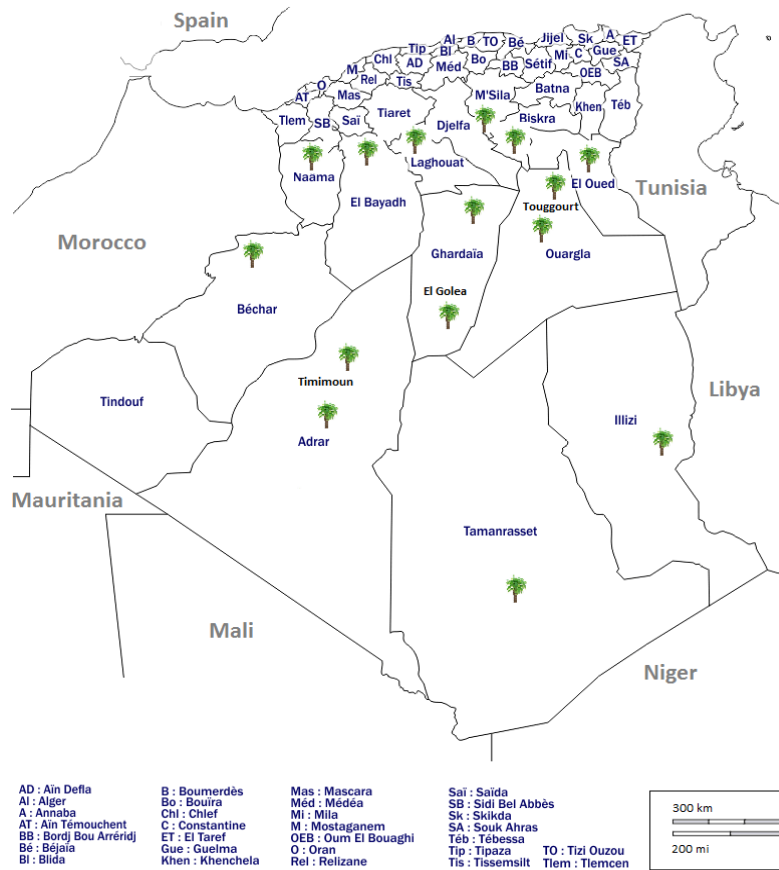 Spain
Al B TO Bé Jijel Sk A ET
Tip Bl Mi C Gue
Chl AD Méd Bo BB Sétif SA
M Rel Tis OEB
O Mas M'Sila Batna Khen Téb
AT
Tlem SB Saï Tiaret Djelfa Biskra
Laghouat
Naama El Oued
El Bayadh Tunisia
Touggourt
Morocco
Ghardaïa Ouargla
El Golea
Béchar
Timimoun
Tindouf Libya
Illizi
Adrar
Mauritania
Tamanrasset
Mali
Niger
AD : Aïn Defla
Al : Alger
A : Annaba
AT : Aïn Témouchent
BB : Bordj Bou Arréridj
Bé : Béjaïa
Bl : Blida
B : Boumerdès
Bo : Bouïra
Chl : Chlef
C : Constantine
ET : El Taref
Gue : Guelma
Khen : Khenchela
Mas : Mascara
Méd : Médéa
Mi : Mila
M : Mostaganem
OEB : Oum El Bouaghi
O : Oran
Rel : Relizane
Saï : Saïda
SB : Sidi Bel Abbès
Sk : Skikda
SA : Souk Ahras
Téb : Tébessa
Tip : Tipaza
Tis : Tissemsilt
TO : Tizi Ouzou
Tlem : Tlemcen
300 km
200 mi